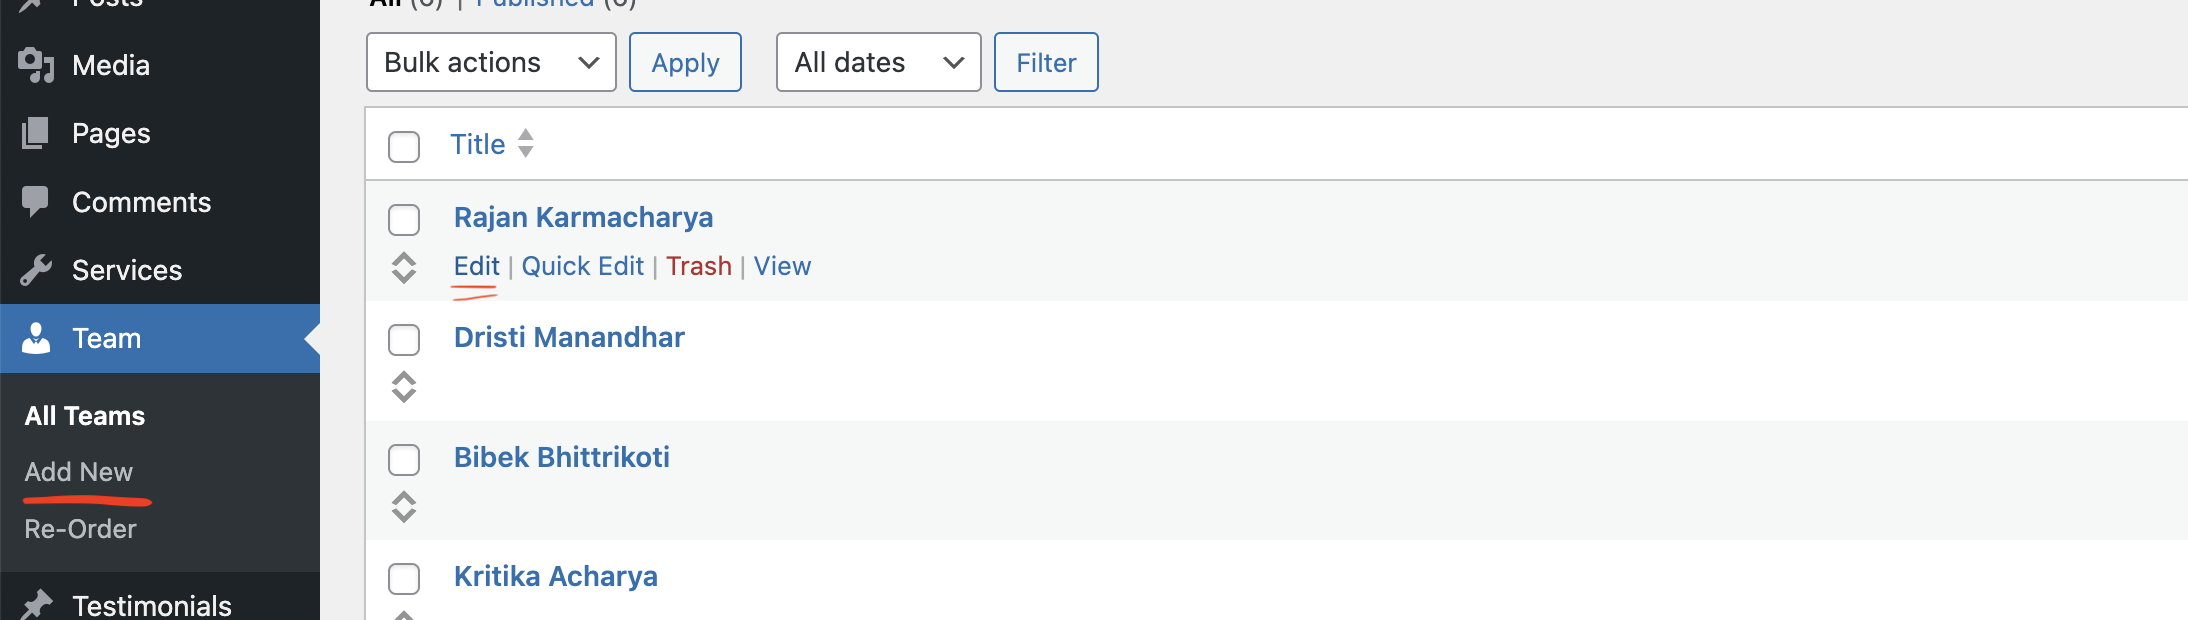 Posts
Media
Pages
Comments
Services
Team
All Teams
Add New
Re-Order
Testimonials
All (6) | Published (6)
Bulk actions Apply All dates Filter
Title
Rajan Karmacharya
Edit | Quick Edit | Trash | View
Dristi Manandhar
Bibek Bhittrikoti
Kritika Acharya